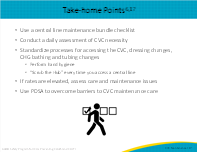 Take-home Points
• Use a central line maintenance bundle checklist
• Conduct a daily assessment of CVC necessity
• Standardize processes for accessing the CVC, dressing changes,
CHG bathing and tubing changes
• Perform hand hygiene
• "Scrub the Hub" every time you access a central line
• If rates are elevated, assess care and maintenance issues
• Use PDSA to overcome barriers to CVC maintenance care